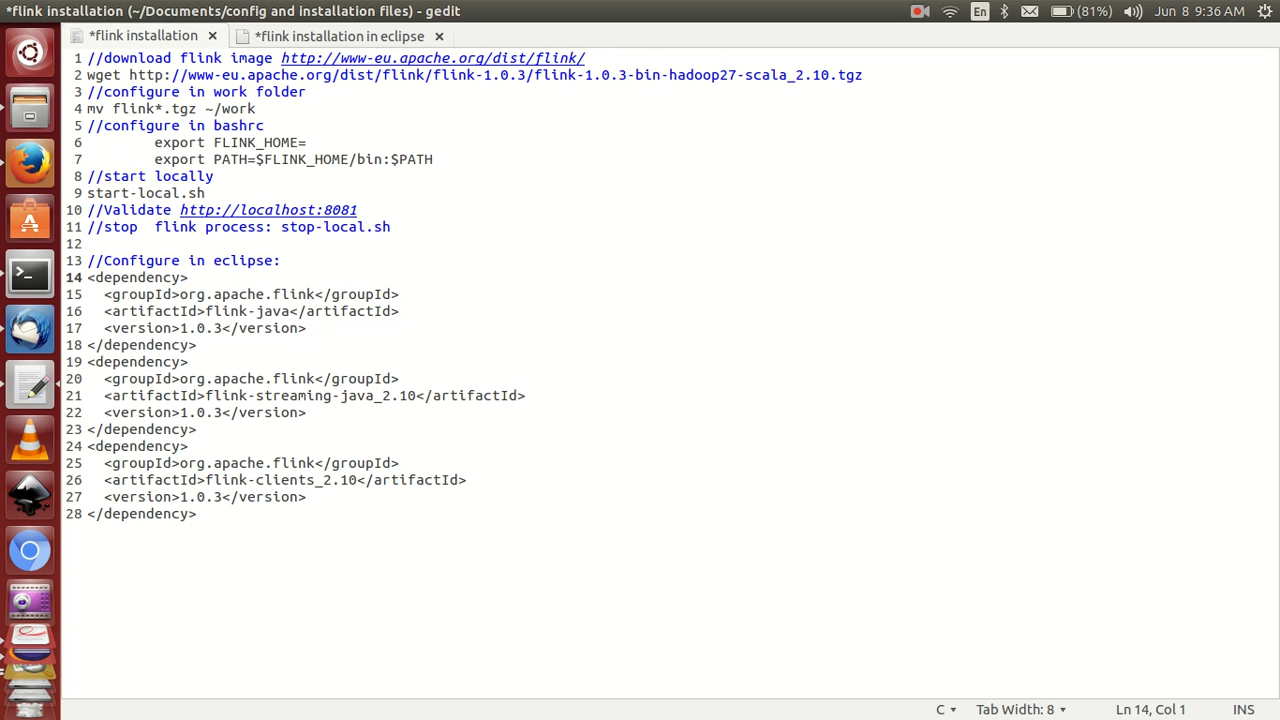 *flink installation (~/Documents/config and installation files) - gedit
En
(81%)
Jun 8 9:36 AM
*flink installation ×
*flink installation in eclipse ×
1 //download flink image http://www-eu.apache.org/dist/flink/
2 wget http://www-eu.apache.org/dist/flink/flink-1.0.3/flink-1.0.3-bin-hadoop27-scala_2.10.tgz
3 //configure in work folder
4 mv flink*.tgz ~/work
5 //configure in bashrc
6 export FLINK_HOME=
7 export PATH=$FLINK_HOME/bin:$PATH
8 //start locally
9 start-local.sh
10 //Validate http://localhost:8081
11 //stop  flink process: stop-local.sh
12
13 //Configure in eclipse:
14 <dependency>
15   <groupId>org.apache.flink</groupId>
16   <artifactId>flink-java</artifactId>
17   <version>1.0.3</version>
18 </dependency>
19 <dependency>
20   <groupId>org.apache.flink</groupId>
21   <artifactId>flink-streaming-java_2.10</artifactId>
22   <version>1.0.3</version>
23 </dependency>
24 <dependency>
25   <groupId>org.apache.flink</groupId>
26   <artifactId>flink-clients_2.10</artifactId>
27   <version>1.0.3</version>
28 </dependency>
C
Tab Width: 8
Ln 14, Col 1
INS